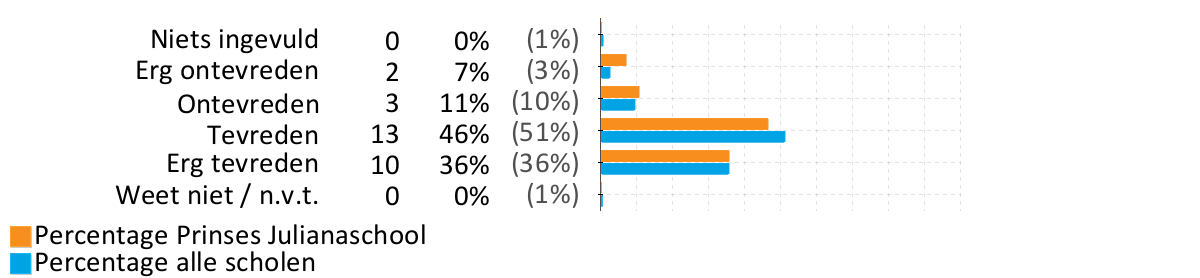 Niets ingevuld 0 0% (1%)
Erg ontevreden 2 7% (3%)
Ontevreden 3 11% (10%)
Tevreden 13 46% (51%)
Erg tevreden 10 36% (36%)
Weet niet / n.v.t. 0 0% (1%)
Percentage Prinses Julianaschool
Percentage alle scholen